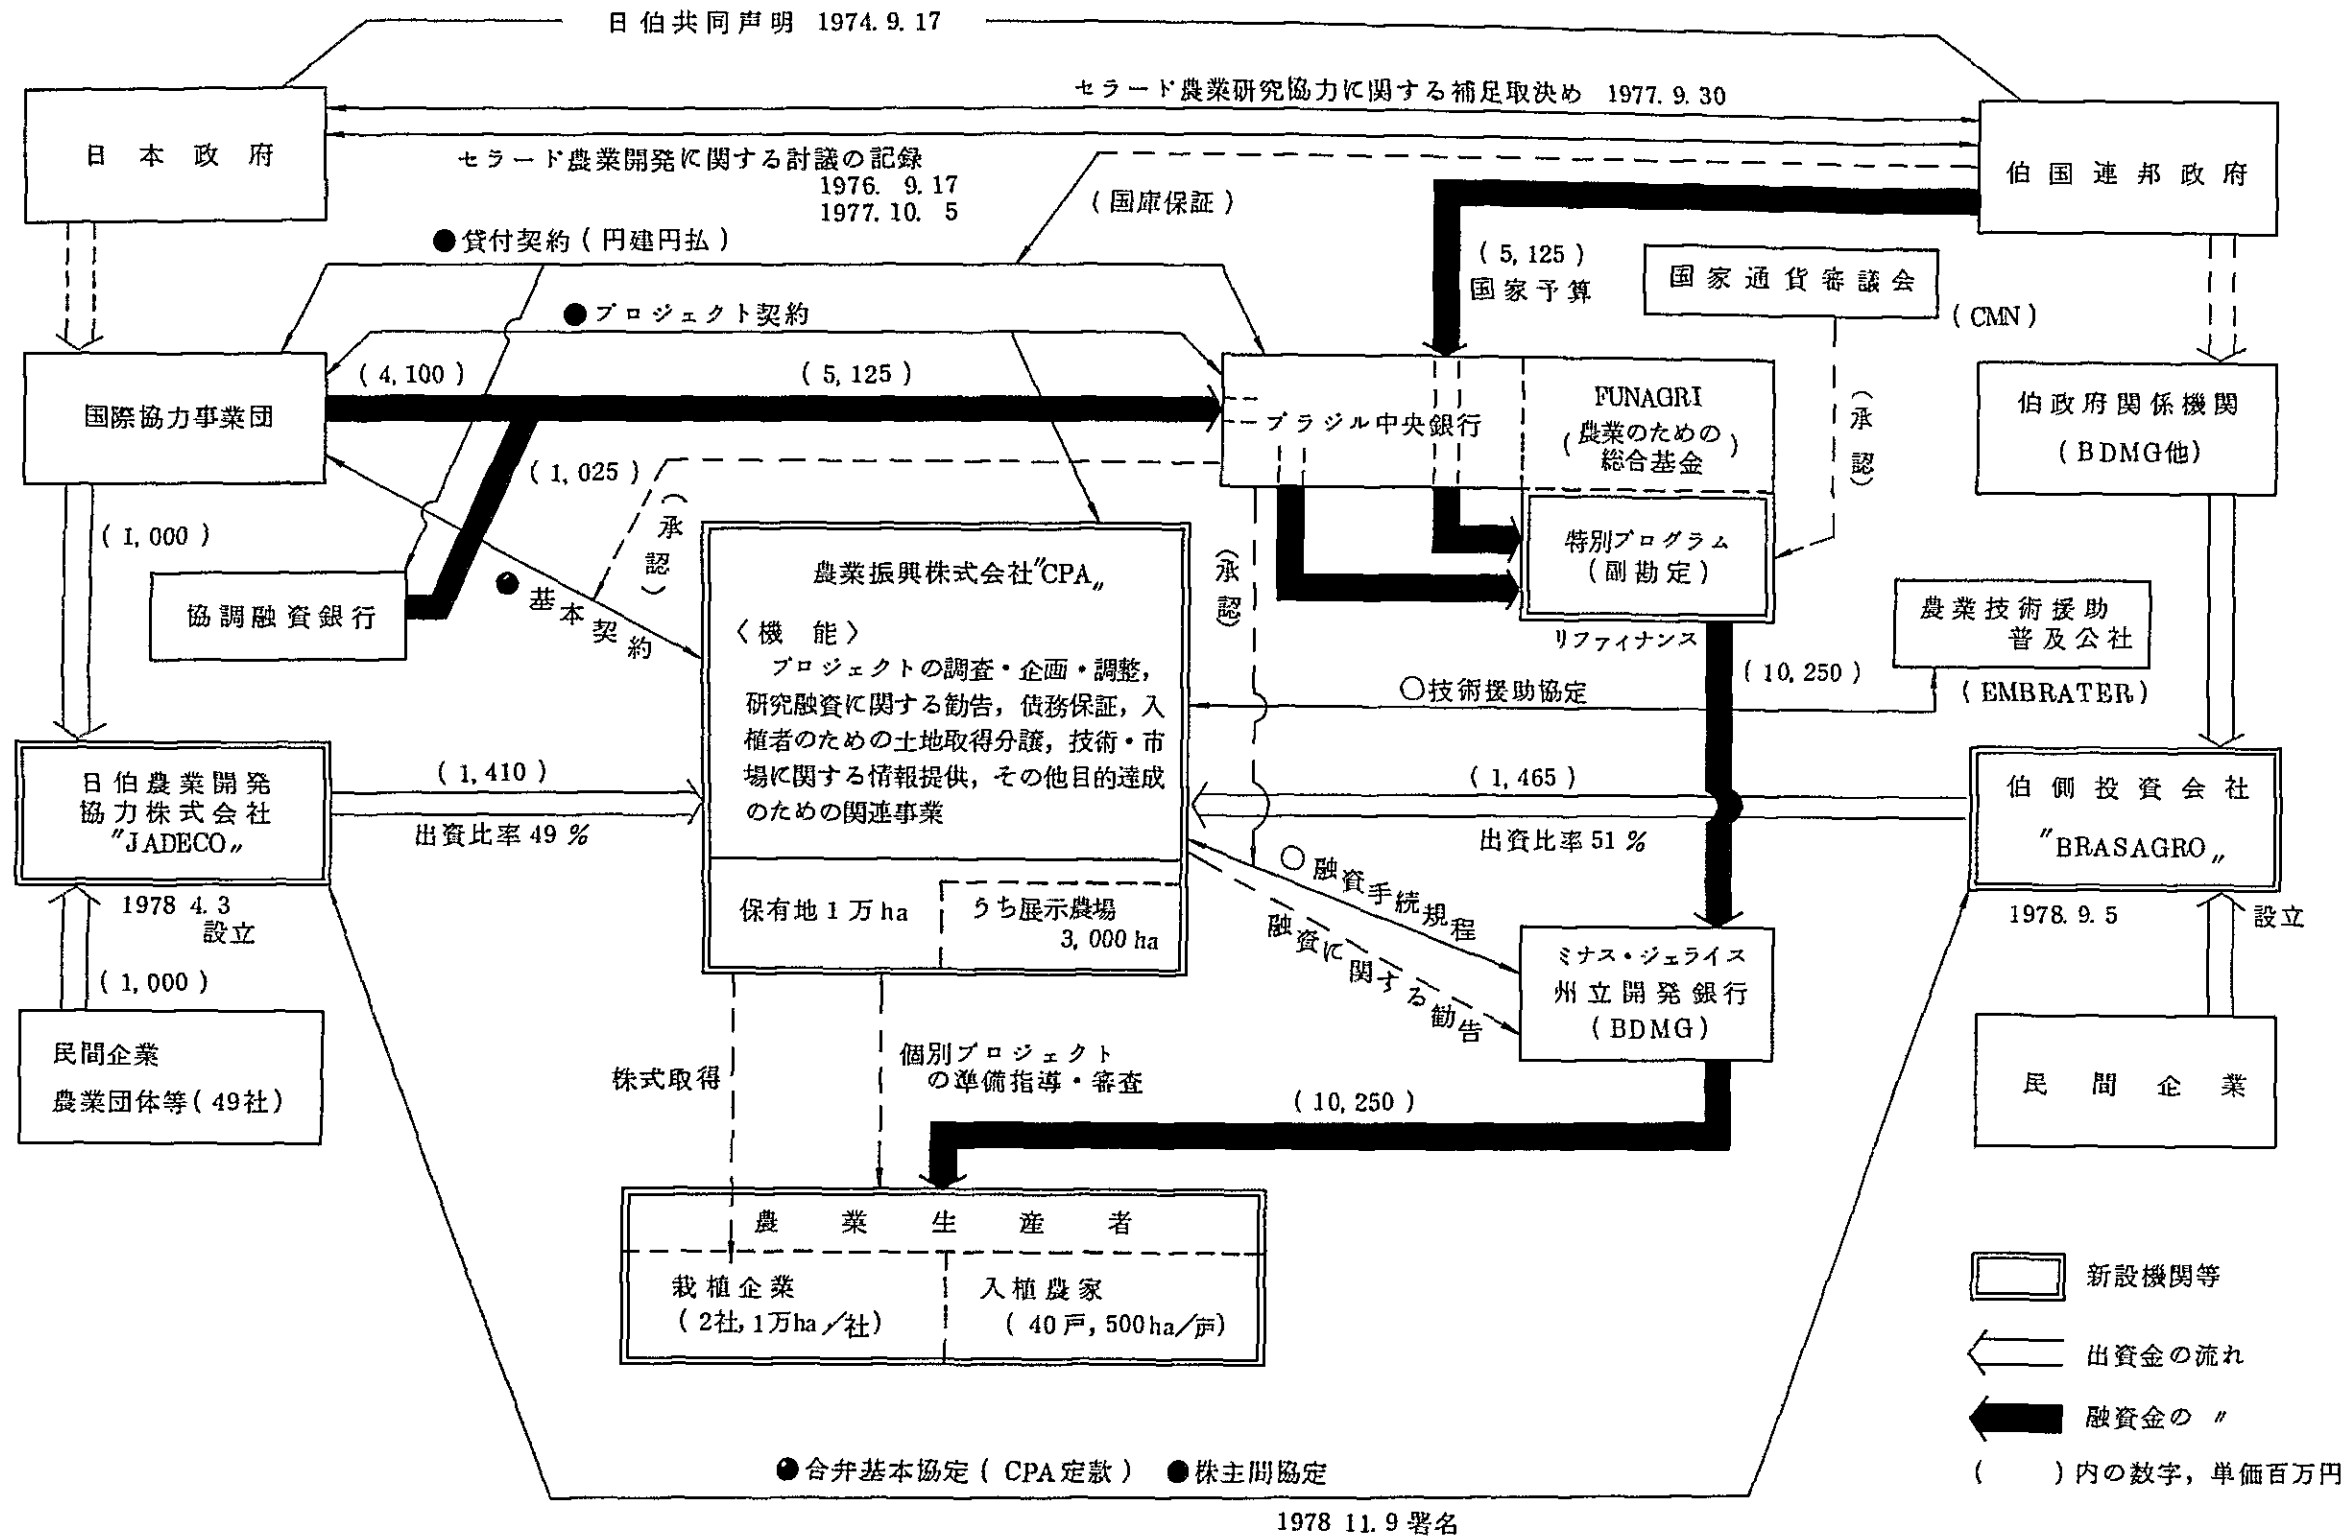 日伯共同声明 1974.9.17
セラード農業研究協力に関する補足取決め 1977.9.30
日本政府
セラード農業開発に関する討議の記録
1976. 9.17
1977.10. 5
伯国連邦政府
(国庫保証)
●貸付契約(円建円払)
(5,125)
国家予算
国家通貨審議会
(CMN)
●プロジェクト契約
(4,100)
(5,125)
国際協力事業団
ブラジル中央銀行
FUNAGRI
(農業のための)
総合基金
(承認)
伯政府関係機関
(BDMG他)
(1,025)
(承認)
(1,000)
協調融資銀行
●基本契約
農業振興株式会社"CPA〃
〈機 能〉
プロジェクトの調査・企画・調整,
研究融資に関する勧告, 債務保証, 入
植者のための土地取得分譲, 技術・市
場に関する情報提供, その他目的達成
のための関連事業
保有地1万ha
うち展示農場
3,000 ha
(承認)
特別プログラム
(副勘定)
リファイナンス
(10,250)
農業技術援助
普及公社
(EMBRATER)
○技術援助協定
日伯農業開発
協力株式会社
〃JADECO〃
(1,410)
出資比率49%
(1,465)
出資比率51%
伯側投資会社
〃BRASAGRO〃
1978 4.3
設立
1978.9.5
設立
○融資手続規程
融資に関する勧告
ミナス・ジェライス
州立開発銀行
(BDMG)
(1,000)
民間企業
農業団体等(49社)
株式取得
個別プロジェクト
の準備指導・審査
(10,250)
民間企業
農業生産者
栽植企業
(2社,1万ha/社)
入植農家
(40戸,500ha/戸)
新設機関等
出資金の流れ
融資金の 〃
( )内の数字, 単価百万円
●合弁基本協定(CPA定款) ●株主間協定
1978 11.9署名